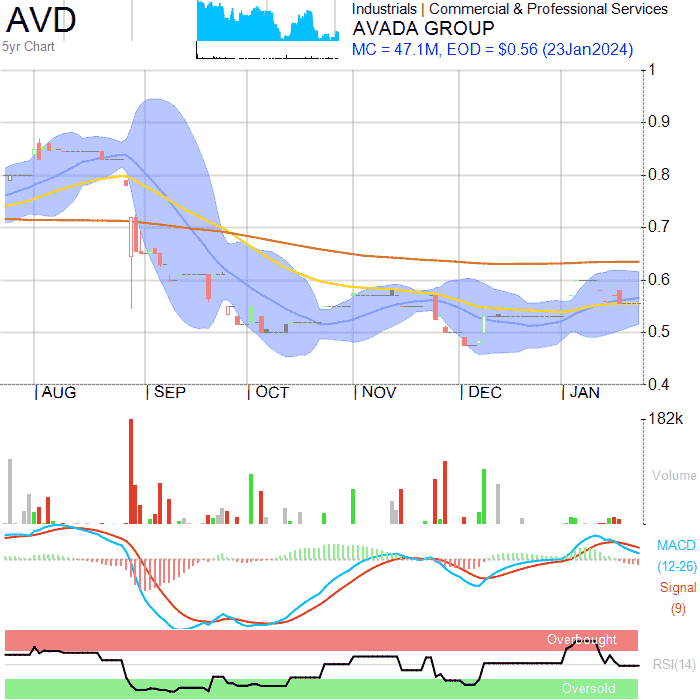 AVD
5yr Chart
Industrials | Commercial & Professional Services
AVADA GROUP
MC = 47.1M, EOD = $0.56 (23Jan2024)
1
0.9
0.8
0.7
0.6
0.5
0.4
AUG
SEP
OCT
NOV
DEC
JAN
182k
Volume
MACD
(12-26)
Signal
(9)
Overbought
RSI(14)
Oversold